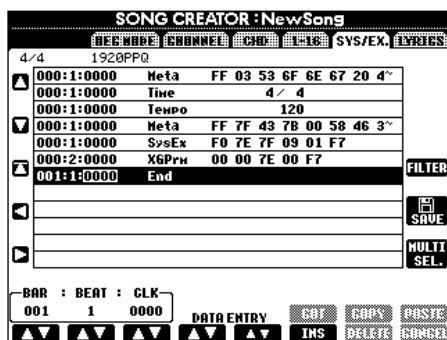 SONG CREATOR : NewSong
REC MODE CHANNEL CHD 1-16 SYS/EX. LYRICS
4/4 1920PPQ
000:1:0000 Meta FF 03 53 6F 6E 67 20 4~
000:1:0000 Time 4/ 4
000:1:0000 Tempo 120
000:1:0000 Meta FF 7F 43 7B 00 58 46 3~
000:1:0000 SysEx F0 7E 7F 09 01 F7
000:2:0000 XGPrm 00 00 7E 00 F7
001:1:0000 End
FILTER
SAVE
MULTI SEL.
BAR : BEAT : CLK
001 1 0000 DATA ENTRY
CUT COPY PASTE
INS DELETE CANCEL